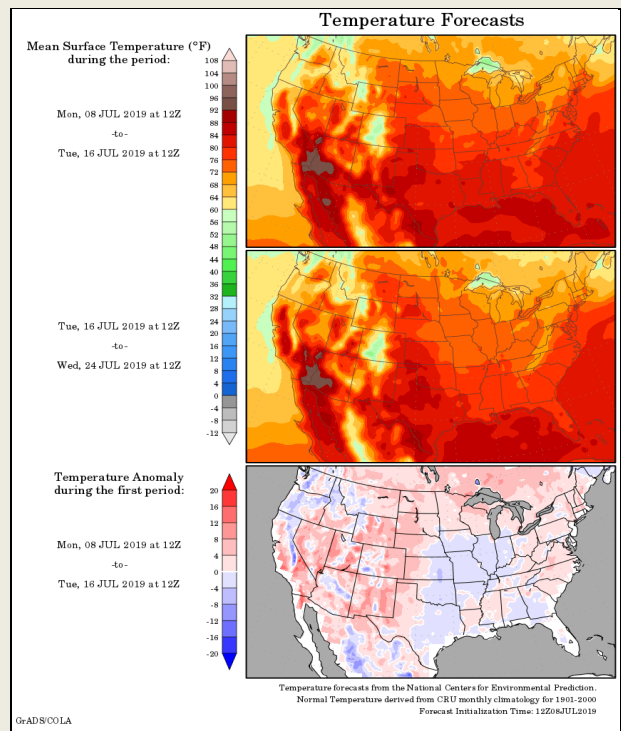 Temperature Forecasts
Mean Surface Temperature (°F)
during the period:
108
104
100
96
92
88
84
80
76
72
68
64
60
56
52
48
44
40
36
32
28
24
20
16
12
8
4
0
-4
-8
-12
Mon, 08 JUL 2019 at 12Z
-to-
Tue, 16 JUL 2019 at 12Z
Tue, 16 JUL 2019 at 12Z
-to-
Wed, 24 JUL 2019 at 12Z
Temperature Anomaly
during the first period:
20
16
12
8
4
0
-4
-8
-12
-16
-20
Mon, 08 JUL 2019 at 12Z
-to-
Tue, 16 JUL 2019 at 12Z
Temperature forecasts from the National Centers for Environmental Prediction.
Normal Temperature derived from CRU monthly climatology for 1901-2000
Forecast Initialization Time: 12Z08JUL2019
GrADS/COLA